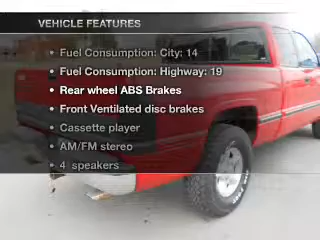 VEHICLE FEATURES
• Fuel Consumption: City: 14
• Fuel Consumption: Highway: 19
• Rear wheel ABS Brakes
• Front Ventilated disc brakes
• Cassette player
• AM/FM stereo
• 4 speakers